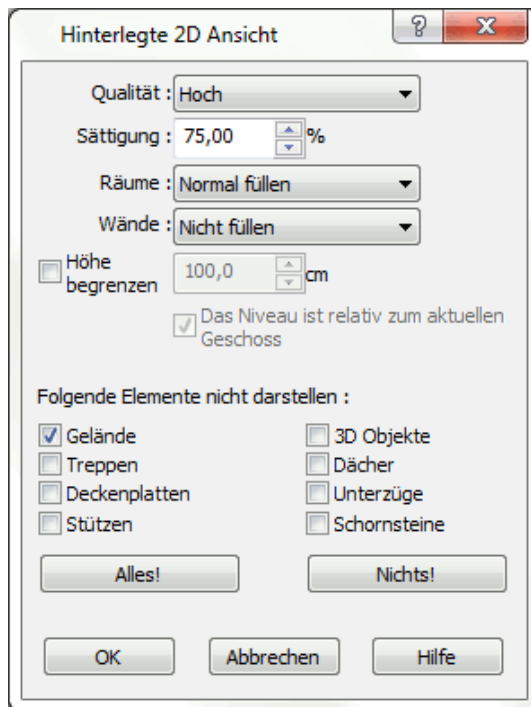 Hinterlegte 2D Ansicht
?
Qualität : Hoch
Sättigung : 75,00 %
Räume : Normal füllen
Wände : Nicht füllen
Höhe
begrenzen 100,0 cm
Das Niveau ist relativ zum aktuellen
Geschoss
Folgende Elemente nicht darstellen :
Gelände 3D Objekte
Treppen Dächer
Deckenplatten Unterzüge
Stützen Schornsteine
Alles! Nichts!
OK Abbrechen Hilfe